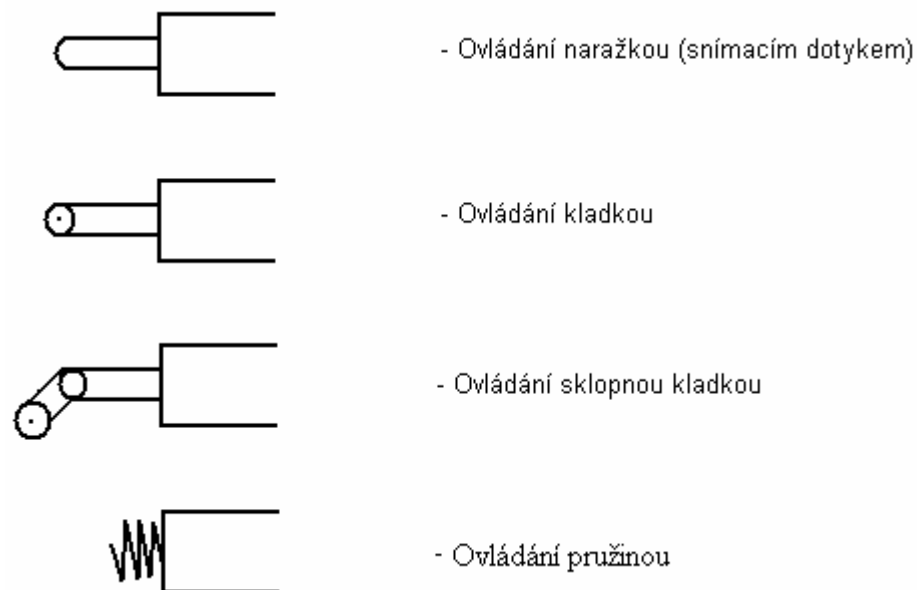 - Ovládání naražkou (snímacím dotykem)
- Ovládání kladkou
- Ovládání sklopnou kladkou
- Ovládání pružinou